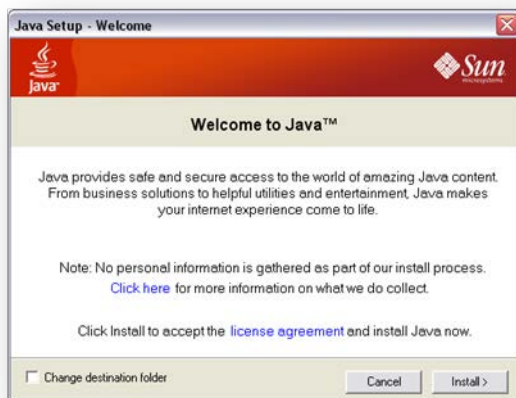 Java Setup - Welcome
Java™
Sun
microsystems
Welcome to Java™
Java provides safe and secure access to the world of amazing Java content.
From business solutions to helpful utilities and entertainment, Java makes
your internet experience come to life.
Note: No personal information is gathered as part of our install process.
Click here for more information on what we do collect.
Click Install to accept the license agreement and install Java now.
Change destination folder
Cancel
Install >